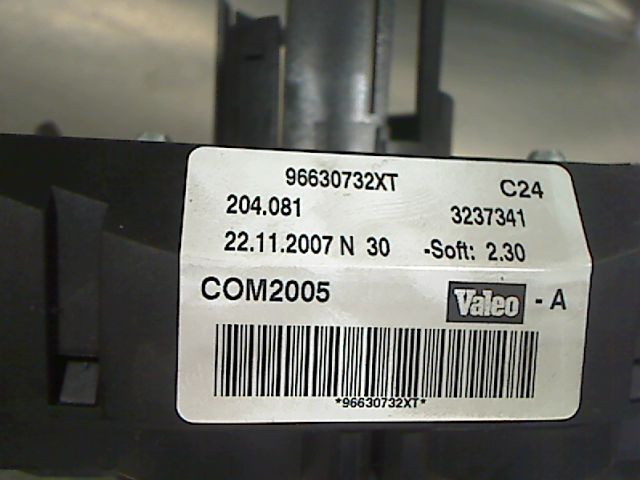 96630732XT C24
204.081 3237341
22.11.2007 N 30 -Soft: 2.30
COM2005 Valeo - A
*96630732XT*